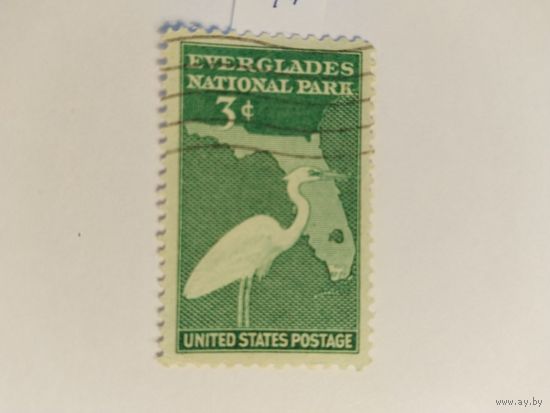 EVERGLADES
NATIONAL PARK
3¢
UNITED STATES POSTAGE
www.ay.by